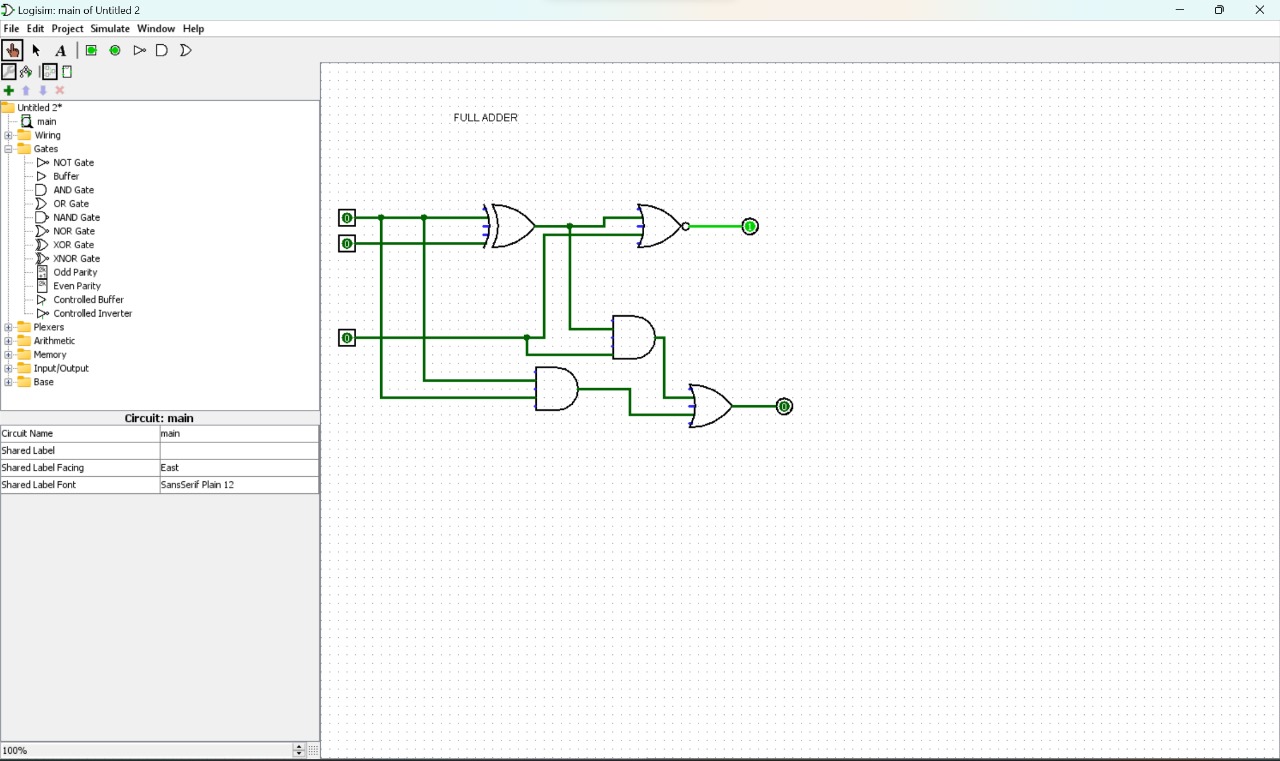 Logisim: main of Untitled 2
File Edit Project Simulate Window Help
A
Untitled 2*
main
Wiring
Gates
NOT Gate
Buffer
AND Gate
OR Gate
NAND Gate
NOR Gate
XOR Gate
XNOR Gate
Odd Parity
Even Parity
Controlled Buffer
Controlled Inverter
Plexers
Arithmetic
Memory
Input/Output
Base
Circuit: main
Circuit Name main
Shared Label
Shared Label Facing East
Shared Label Font SansSerif Plain 12
100%
FULL ADDER
0
1
0
0
0